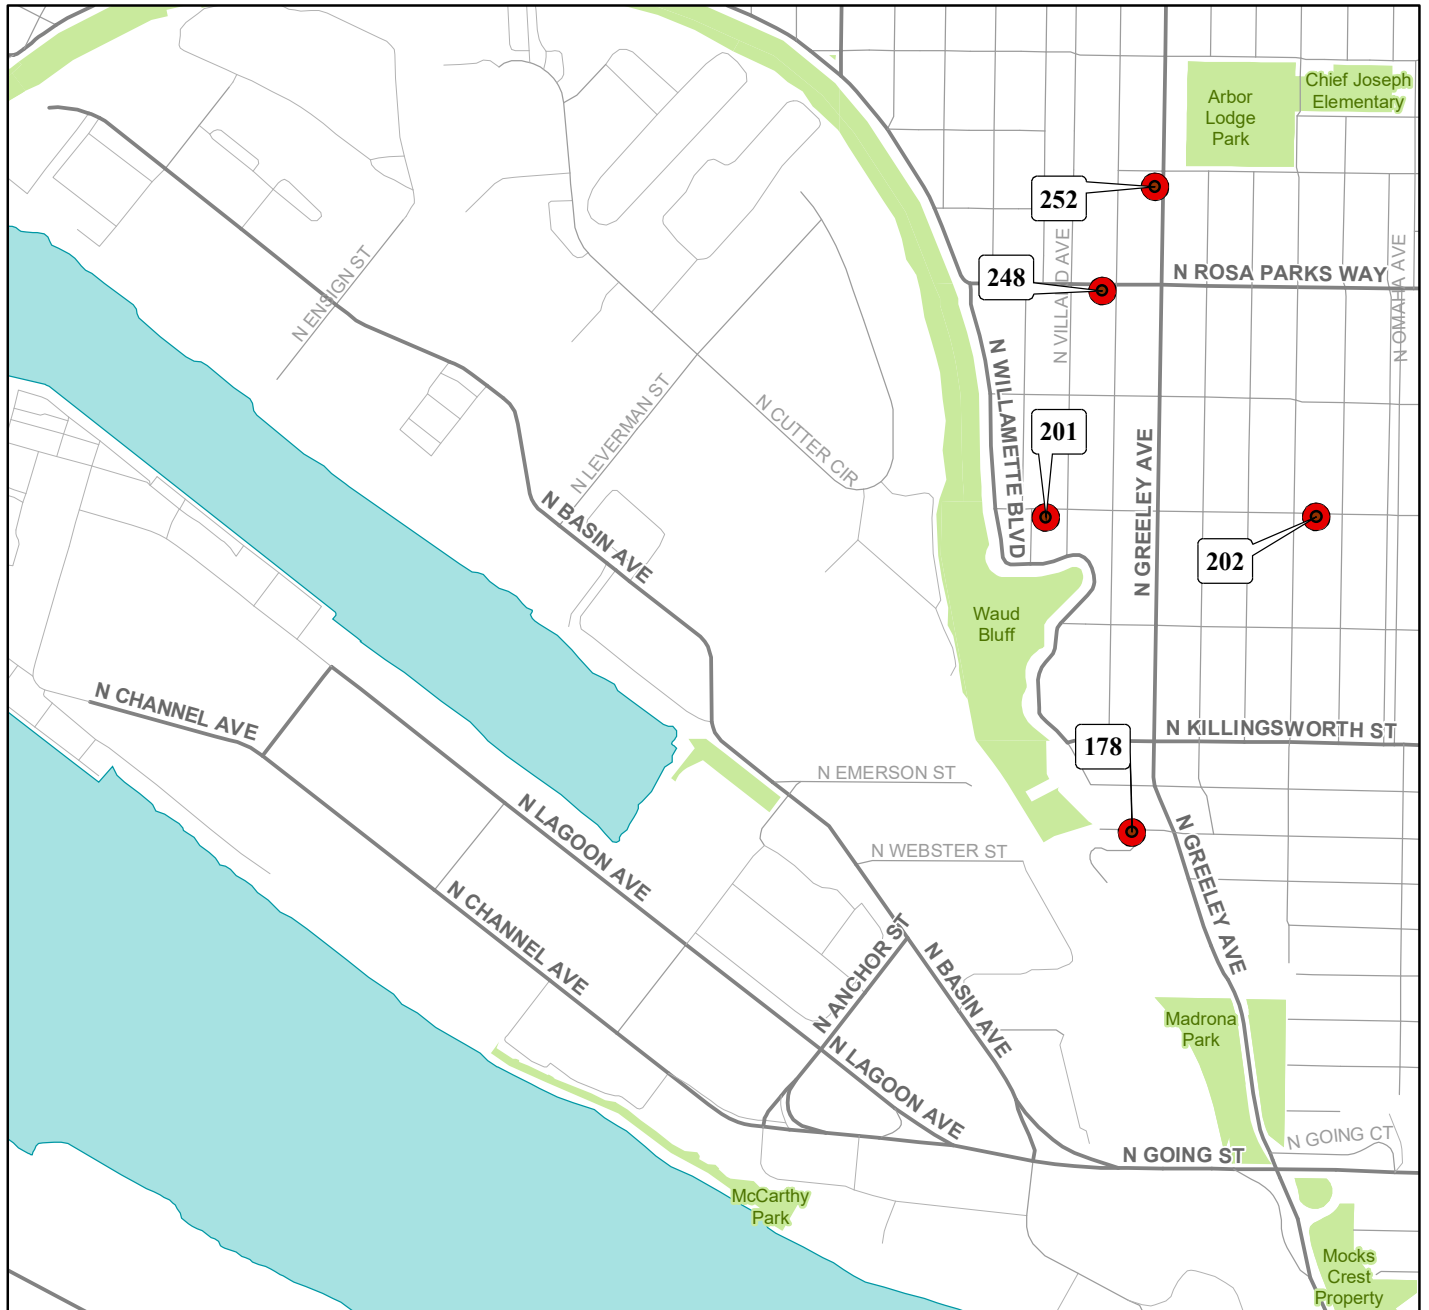 Chief Joseph
Elementary
Arbor
Lodge
Park
252
N VILLARD AVE
N OMAHA AVE
N ROSA PARKS WAY
248
N ENSIGN ST
N WILLAMETTE BLVD
N LEVERMAN ST
N CUTTER CIR
201
N GREELEY AVE
N BASIN AVE
202
Waud
Bluff
N CHANNEL AVE
N KILLINGSWORTH ST
178
N EMERSON ST
N LAGOON AVE
N WEBSTER ST
N GREELEY AVE
N CHANNEL AVE
N ANCHOR ST
N BASIN AVE
Madrona
Park
N LAGOON AVE
N GOING CT
N GOING ST
McCarthy
Park
Mocks
Crest
Property